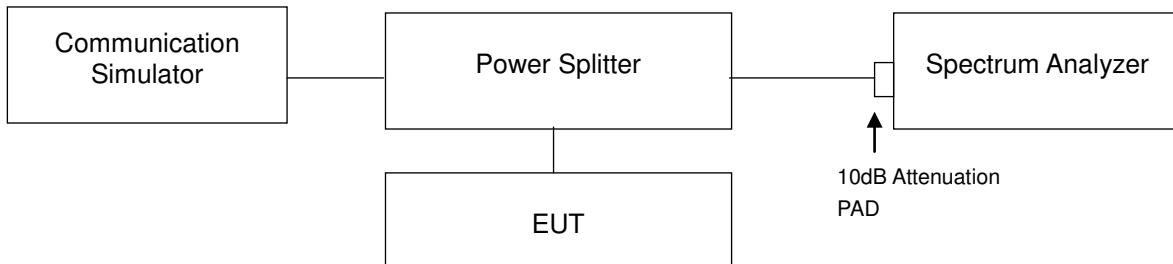 Communication
Simulator
Power Splitter
Spectrum Analyzer
10dB Attenuation
PAD
EUT